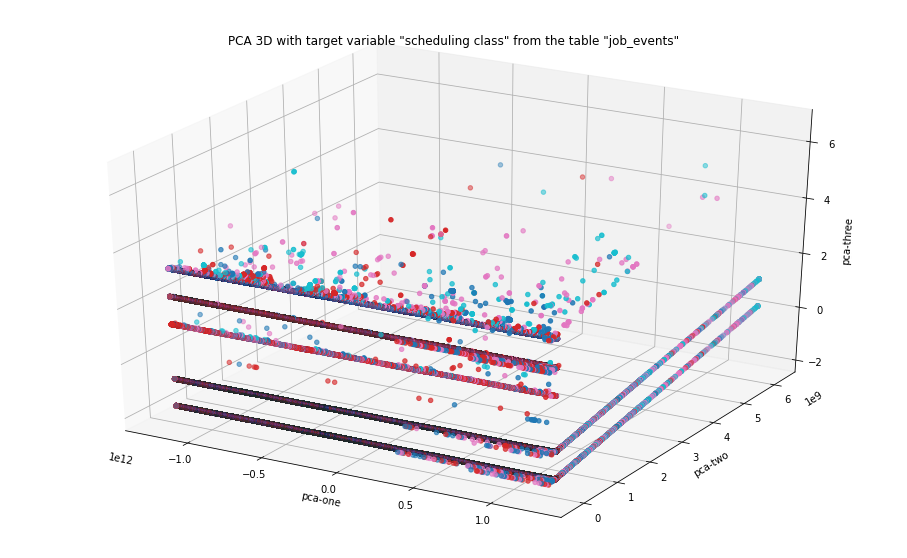 PCA 3D with target variable "scheduling class" from the table "job_events"
6
4
2
0
−2
pca-three
1e9
6
5
4
3
2
1
0
pca-two
1e12
−1.0
−0.5
0.0
0.5
1.0
pca-one